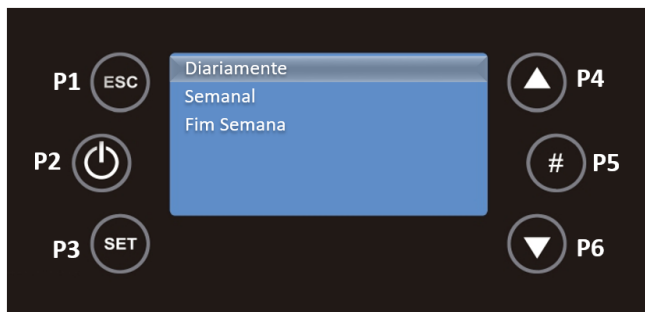 P1 ESC
Diariamente
Semanal
Fim Semana
P4
P2
# P5
P3 SET
P6